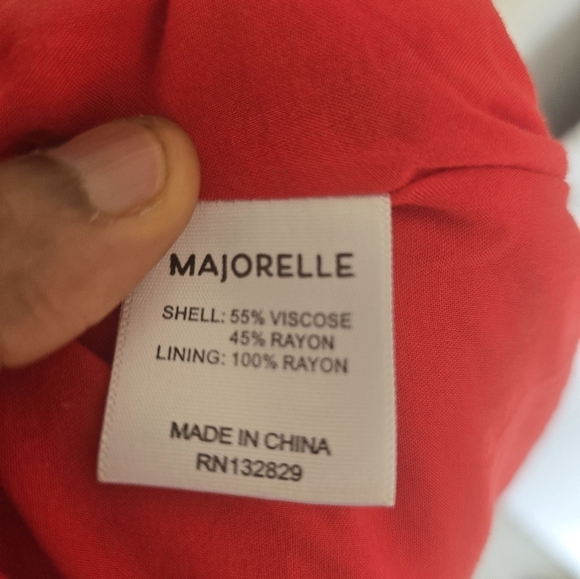 MAJORELLE
SHELL: 55% VISCOSE
45% RAYON
LINING: 100% RAYON
MADE IN CHINA
RN132829